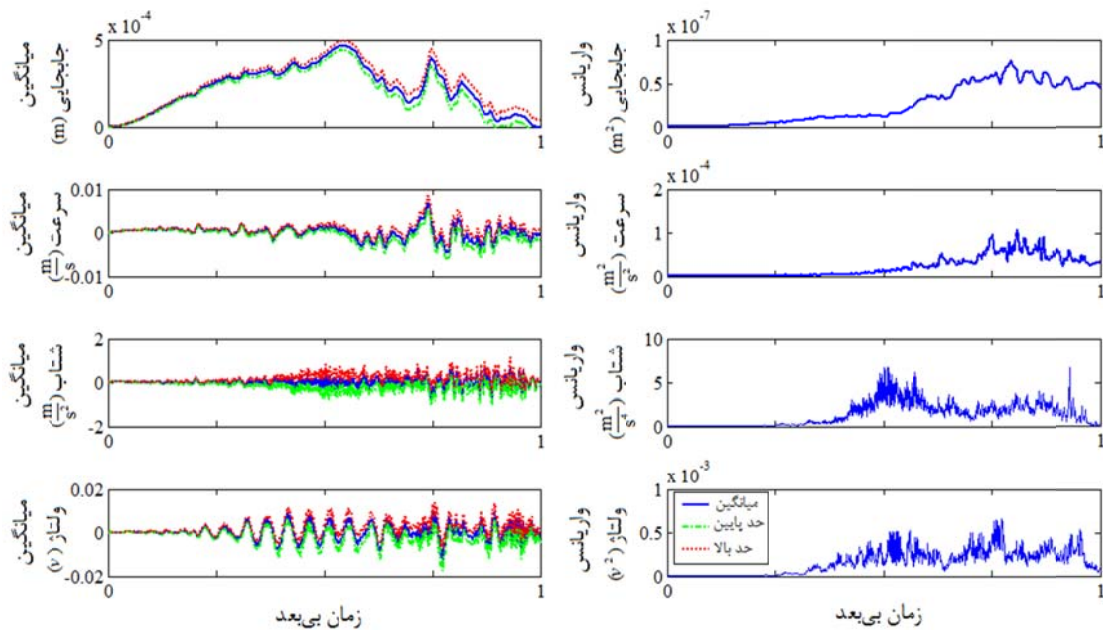 x 10⁻⁴
5
0
0
1
میانگین
جابجایی (m)
x 10⁻⁷
1
0.5
0
0
1
واریانس
جابجایی (m²)
0.01
0
-0.01
0
1
میانگین
سرعت (m/s)
x 10⁻⁴
2
1
0
0
1
واریانس
سرعت (m²/s²)
2
0
-2
0
1
میانگین
شتاب (m/s²)
10
5
0
0
1
واریانس
شتاب (m²/s⁴)
0.02
0
-0.02
0
1
میانگین
ولتاژ (v)
زمان بی‌بعد
x 10⁻³
1
0.5
0
0
1
واریانس
ولتاژ (v²)
میانگین
حد پایین
حد بالا
زمان بی‌بعد